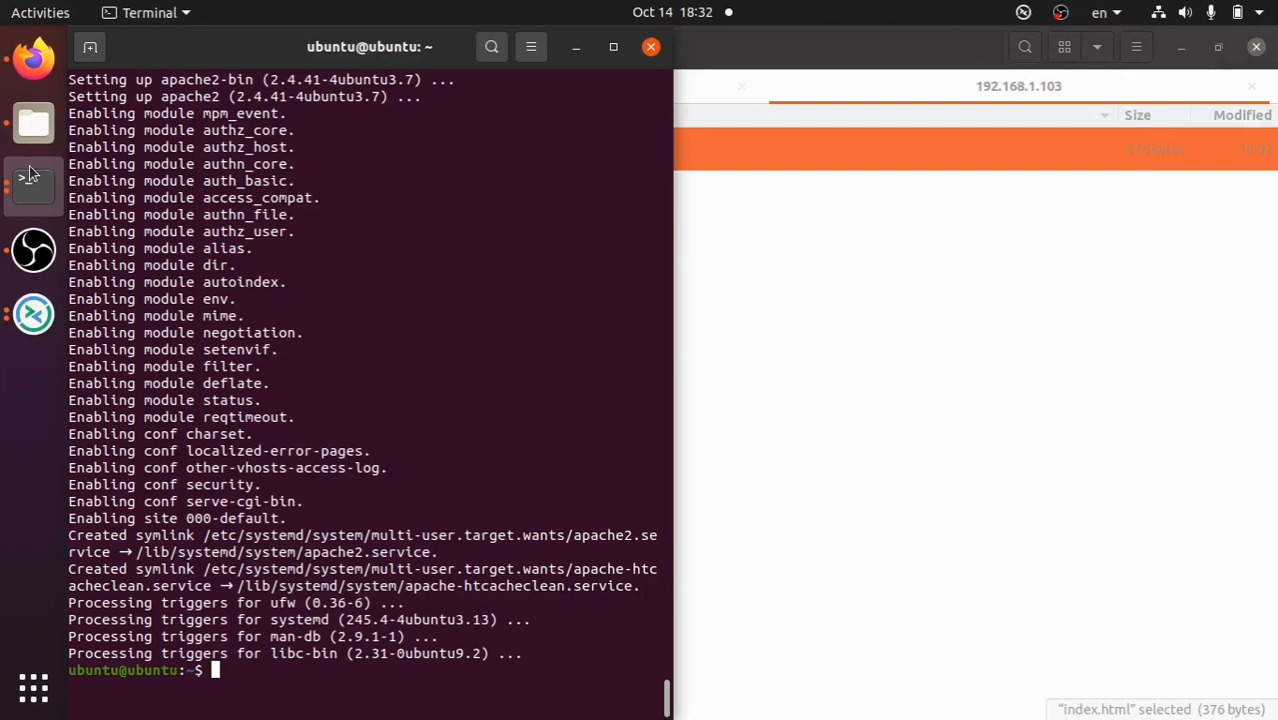 Activities
Terminal
Oct 14 18:32
en
ubuntu@ubuntu: ~
192.168.1.103
Size
Modified
376 bytes
Setting up apache2-bin (2.4.41-4ubuntu3.7) ...
Setting up apache2 (2.4.41-4ubuntu3.7) ...
Enabling module mpm_event.
Enabling module authz_core.
Enabling module authz_host.
Enabling module authn_core.
Enabling module auth_basic.
Enabling module access_compat.
Enabling module authn_file.
Enabling module authz_user.
Enabling module alias.
Enabling module dir.
Enabling module autoindex.
Enabling module env.
Enabling module mime.
Enabling module negotiation.
Enabling module setenvif.
Enabling module filter.
Enabling module deflate.
Enabling module status.
Enabling module reqtimeout.
Enabling conf charset.
Enabling conf localized-error-pages.
Enabling conf other-vhosts-access-log.
Enabling conf security.
Enabling conf serve-cgi-bin.
Enabling site 000-default.
Created symlink /etc/systemd/system/multi-user.target.wants/apache2.se
rvice → /lib/systemd/system/apache2.service.
Created symlink /etc/systemd/system/multi-user.target.wants/apache-htc
acheclean.service → /lib/systemd/system/apache-htcacheclean.service.
Processing triggers for ufw (0.36-6) ...
Processing triggers for systemd (245.4-4ubuntu3.13) ...
Processing triggers for man-db (2.9.1-1) ...
Processing triggers for libc-bin (2.31-0ubuntu9.2) ...
ubuntu@ubuntu:~$
"index.html" selected (376 bytes)